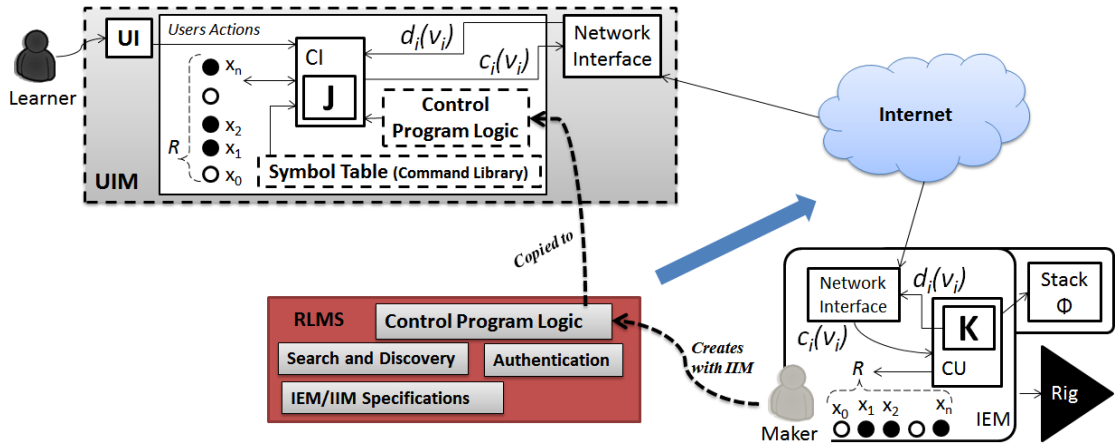 Learner
UI
Users Actions
CI
J
d_i(v_i)
c_i(v_i)
Network
Interface
x_n
x_2
x_1
x_0
R
Control
Program Logic
Symbol Table (Command Library)
UIM
Internet
Copied to
RLMS
Control Program Logic
Search and Discovery
Authentication
IEM/IIM Specifications
Creates
with IIM
Maker
Network
Interface
d_i(v_i)
c_i(v_i)
K
CU
Stack
Φ
R
x_0 x_1 x_2 x_n
IEM
Rig